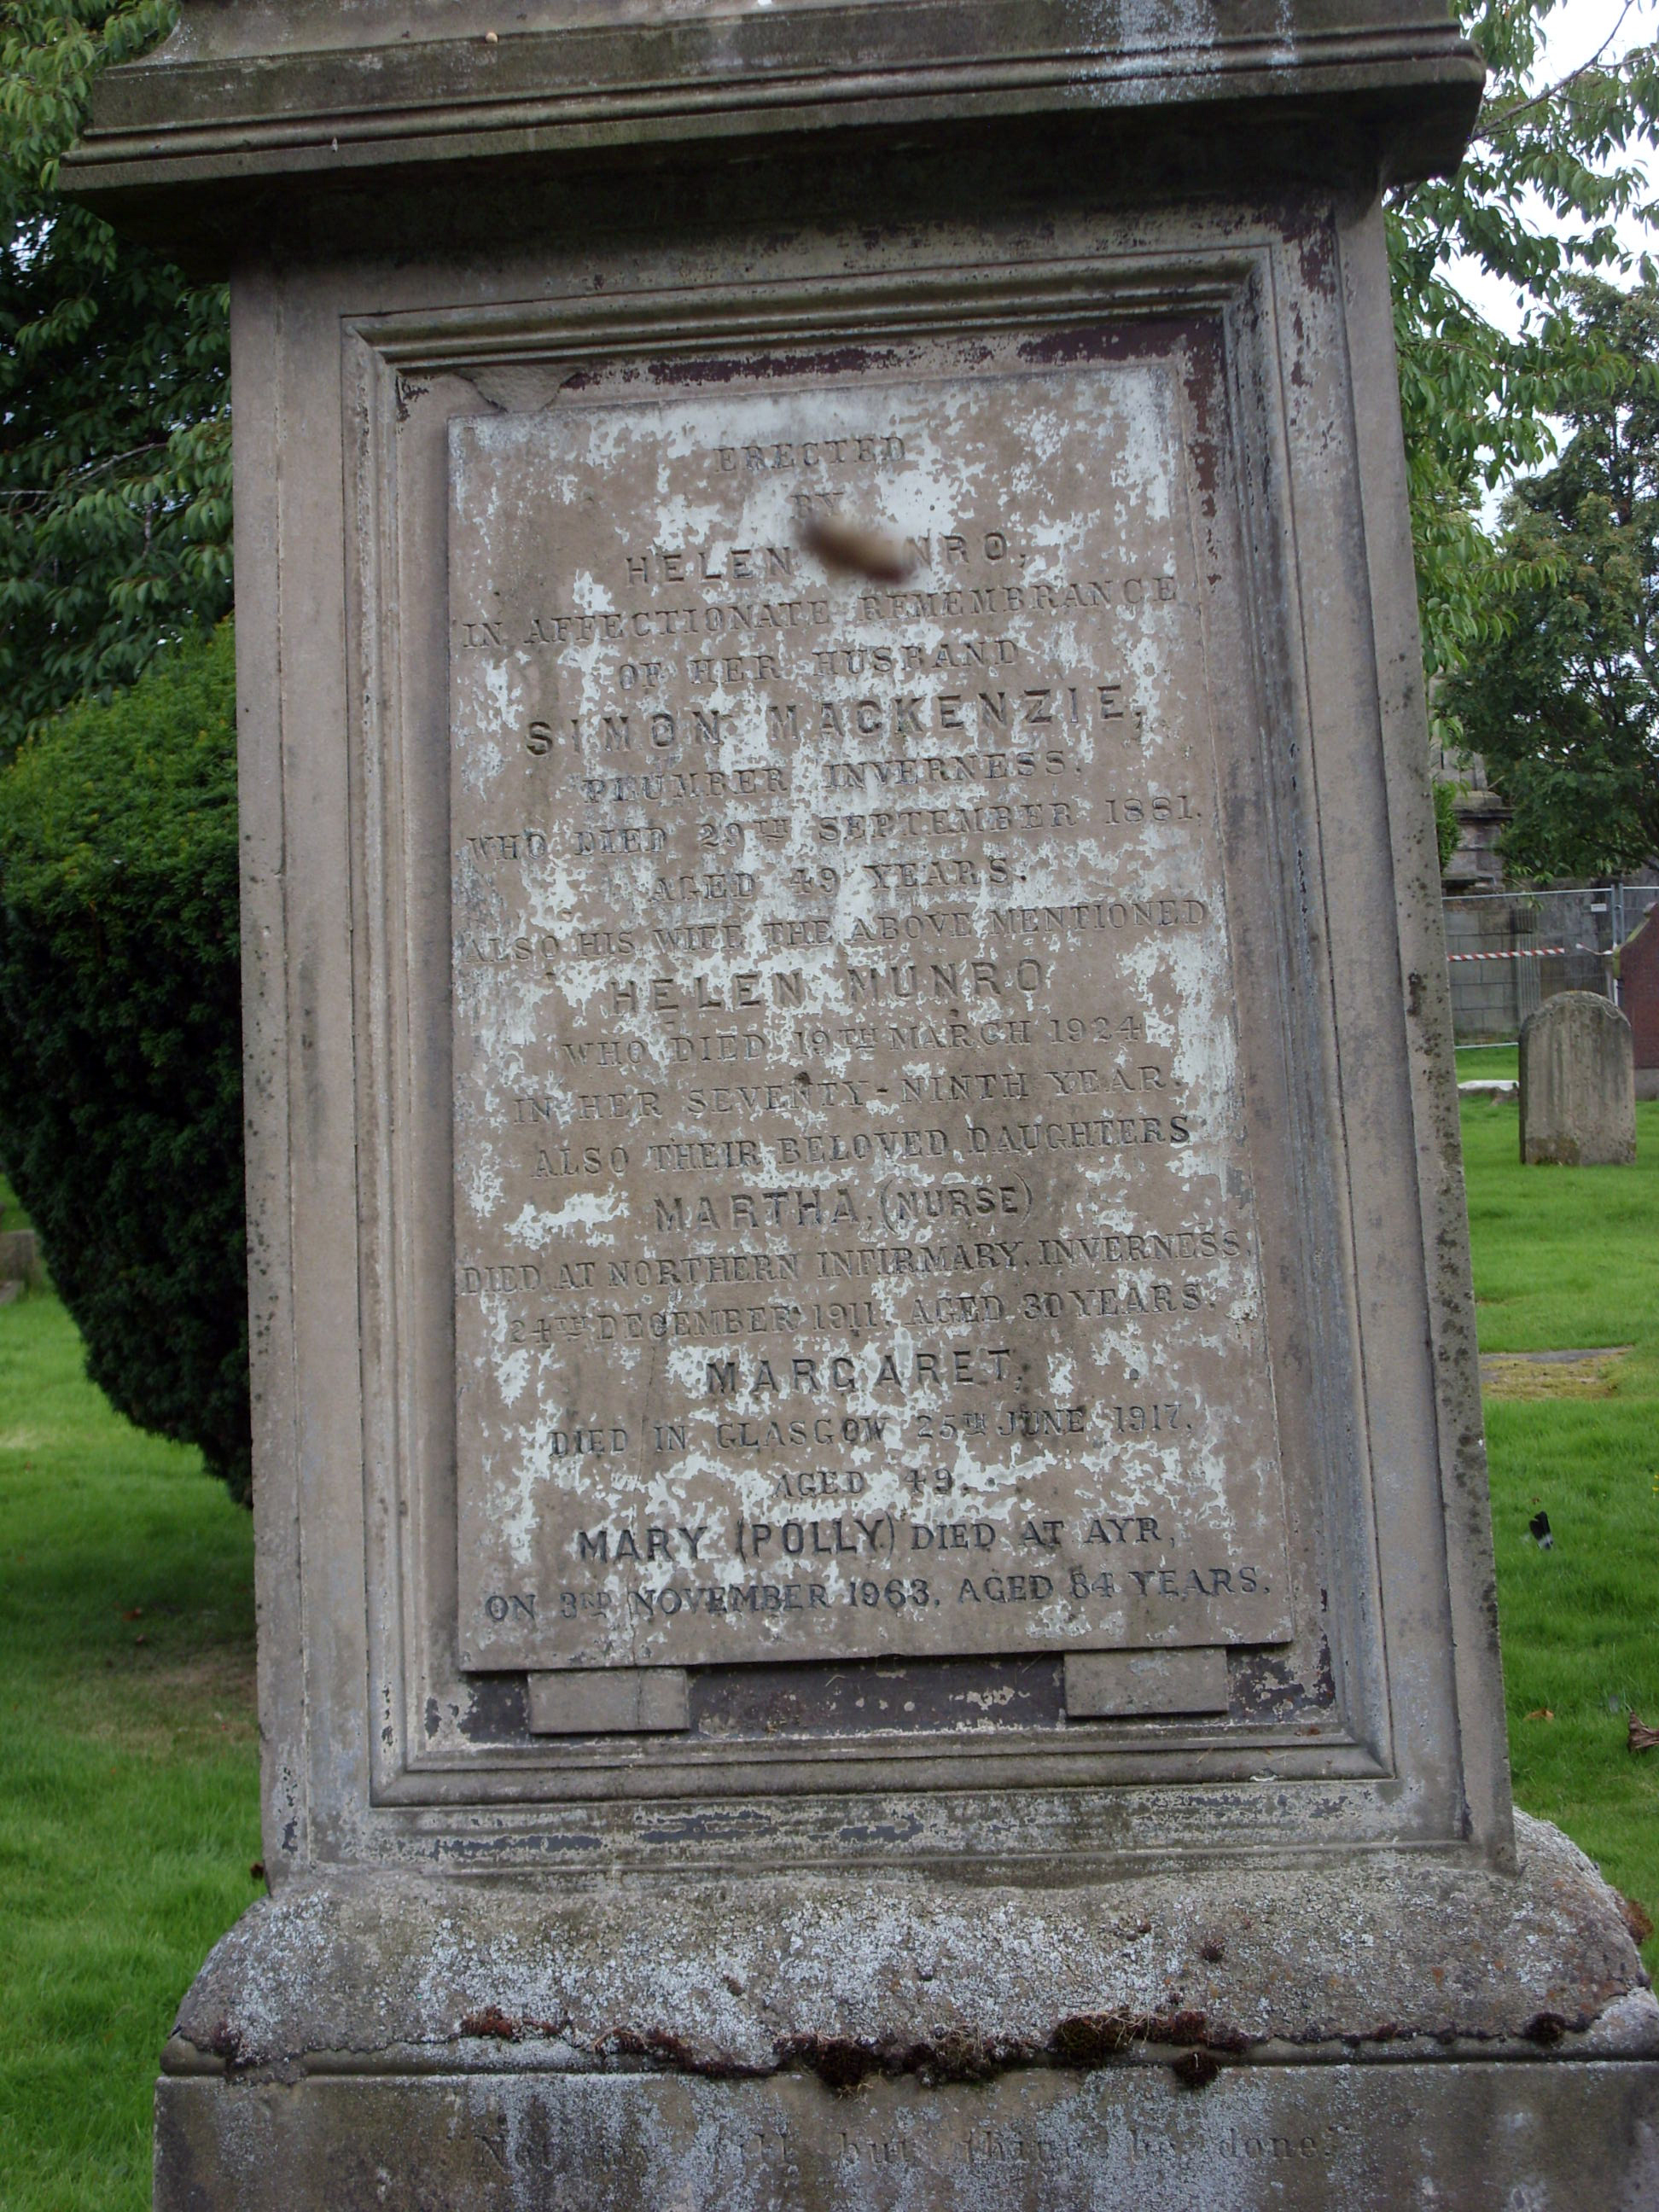 ERECTED
BY
HELEN MUNRO,
IN AFFECTIONATE REMEMBRANCE
OF HER HUSBAND
SIMON MACKENZIE,
PLUMBER INVERNESS,
WHO DIED 29TH SEPTEMBER 1881.
AGED 49 YEARS.
ALSO HIS WIFE THE ABOVE MENTIONED
HELEN MUNRO
WHO DIED 19TH MARCH 1924
IN HER SEVENTY-NINTH YEAR.
ALSO THEIR BELOVED DAUGHTERS
MARTHA, (NURSE)
DIED AT NORTHERN INFIRMARY, INVERNESS,
24TH DECEMBER 1911, AGED 30 YEARS.
MARGARET,
DIED IN GLASGOW 25TH JUNE 1917.
AGED 49.
MARY (POLLY) DIED AT AYR,
ON 3RD NOVEMBER 1963. AGED 84 YEARS.
"Not my will but thine be done."